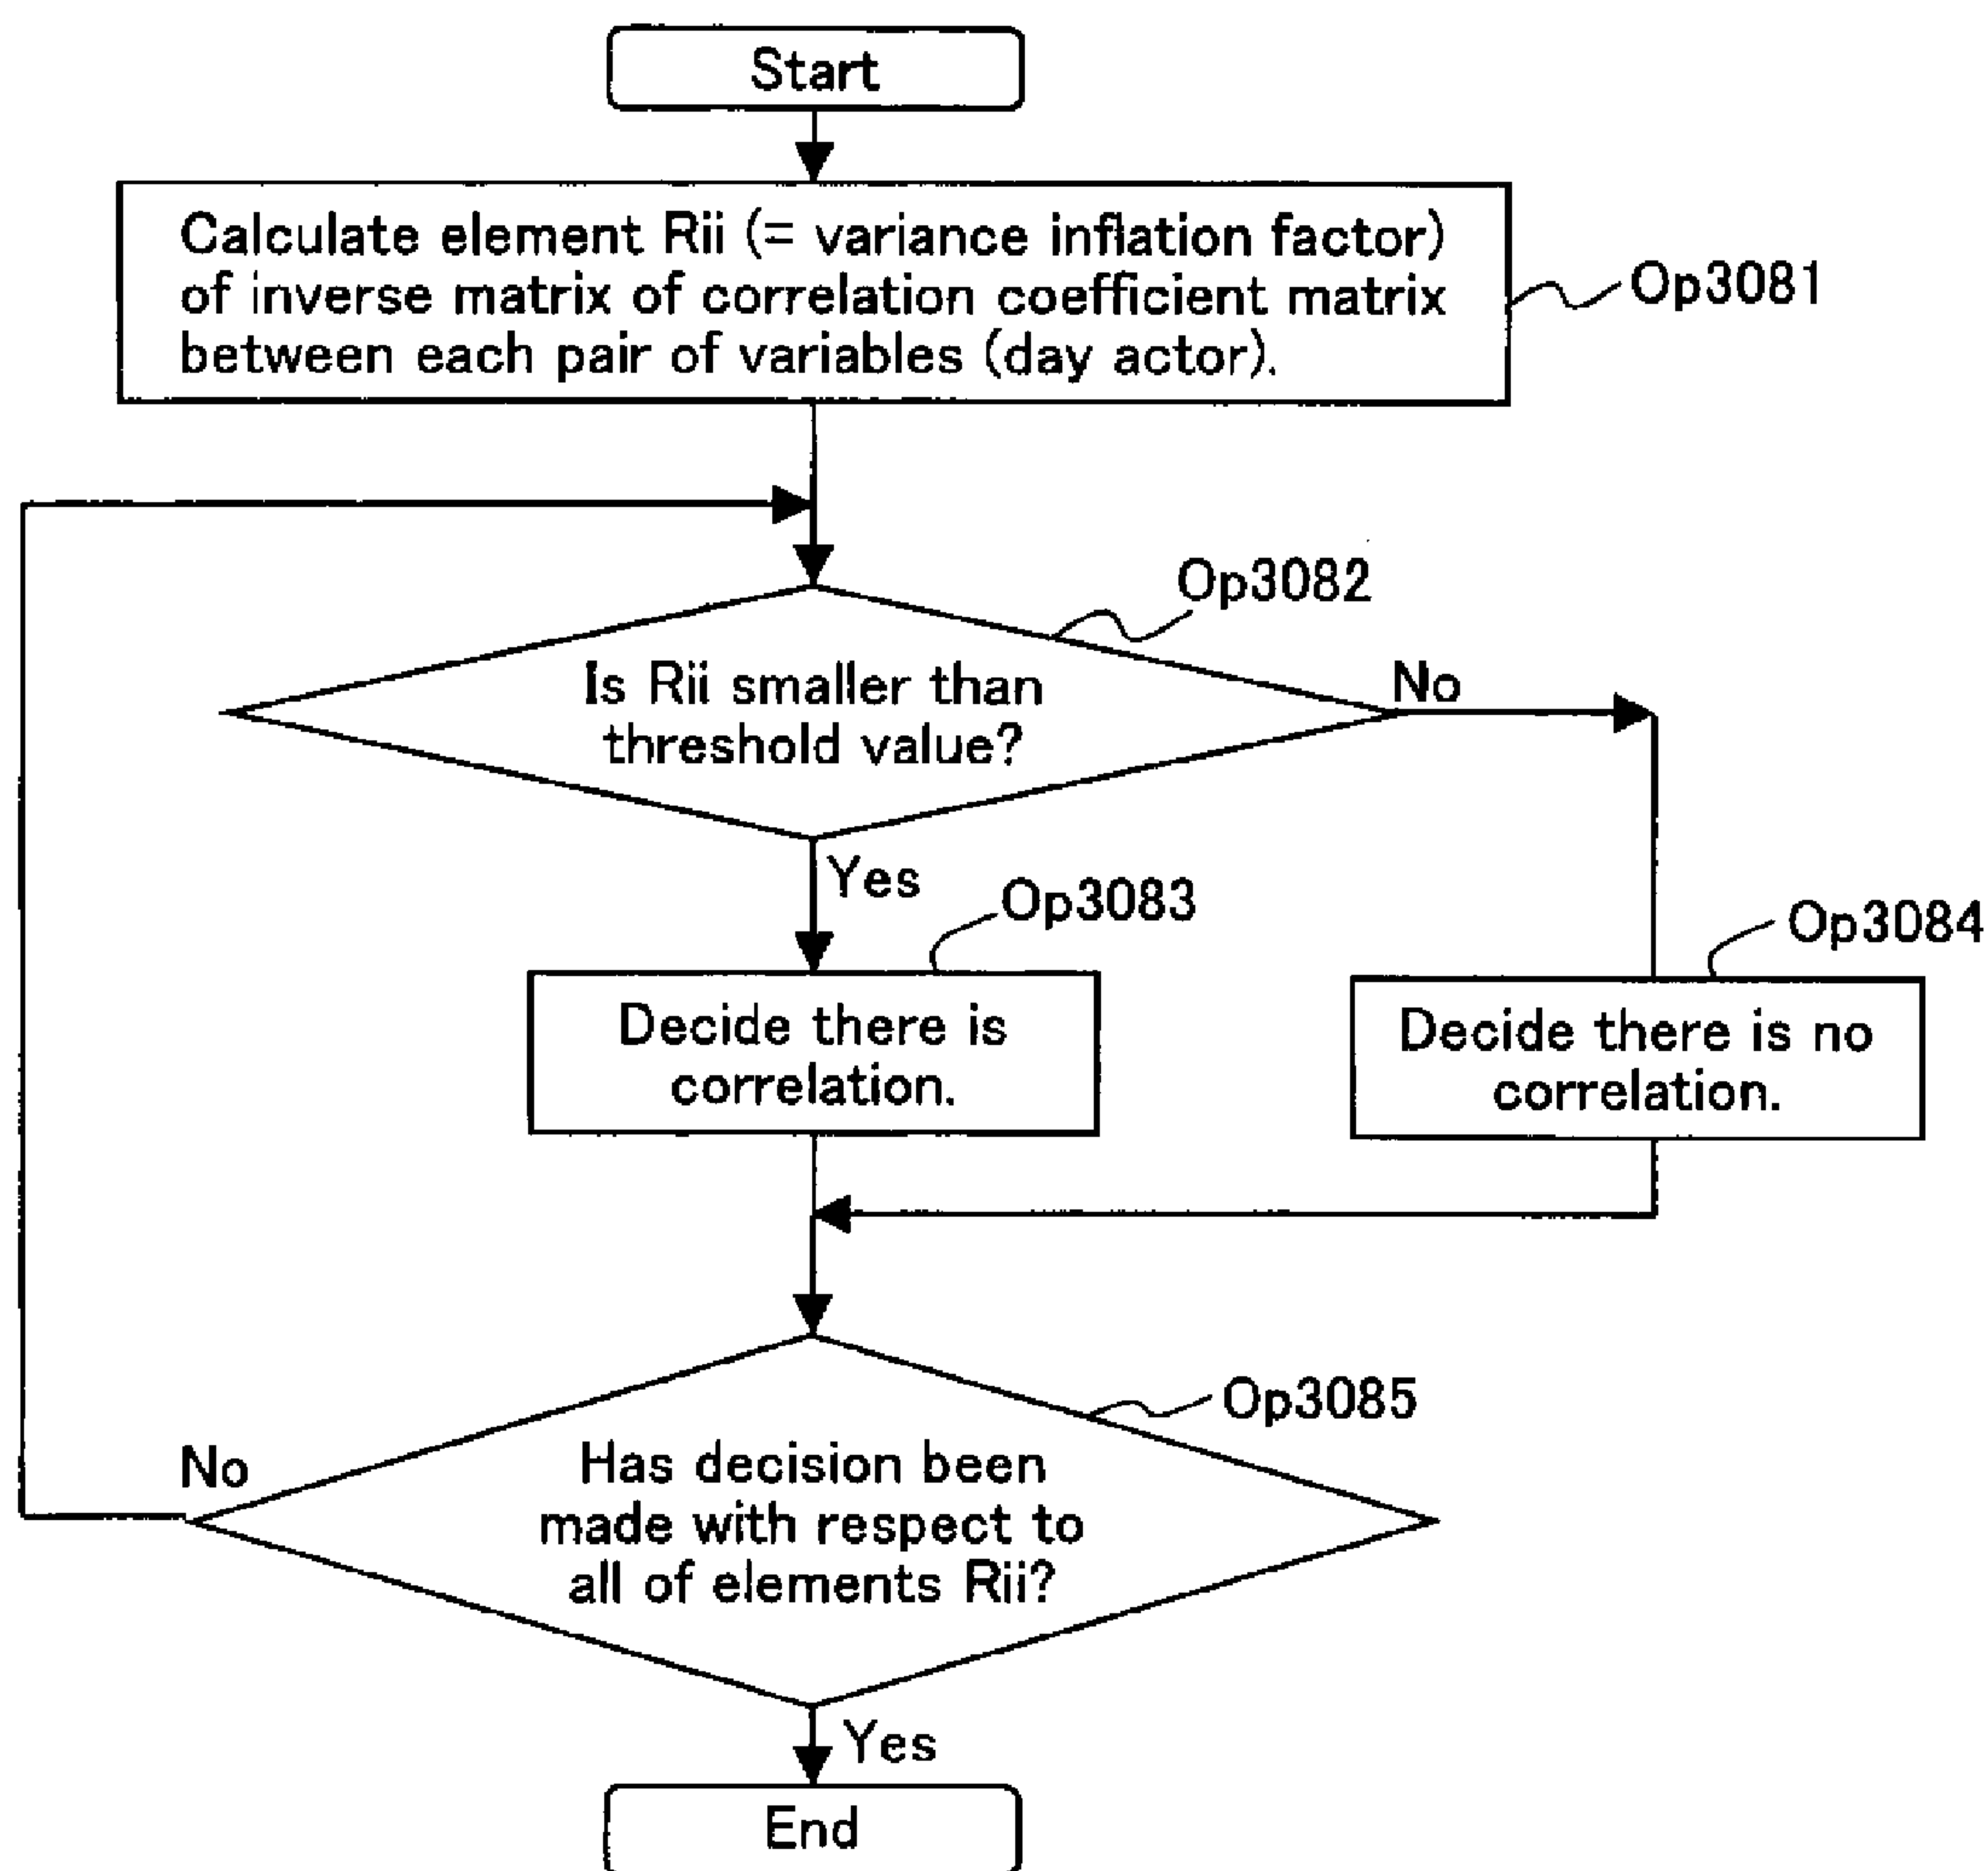 Start
Calculate element Rii (= variance inflation factor)
of inverse matrix of correlation coefficient matrix
between each pair of variables (day actor).
Op3081
Op3082
Is Rii smaller than
threshold value?
No
Yes
Op3083
Op3084
Decide there is
correlation.
Decide there is no
correlation.
Op3085
No
Has decision been
made with respect to
all of elements Rii?
Yes
End